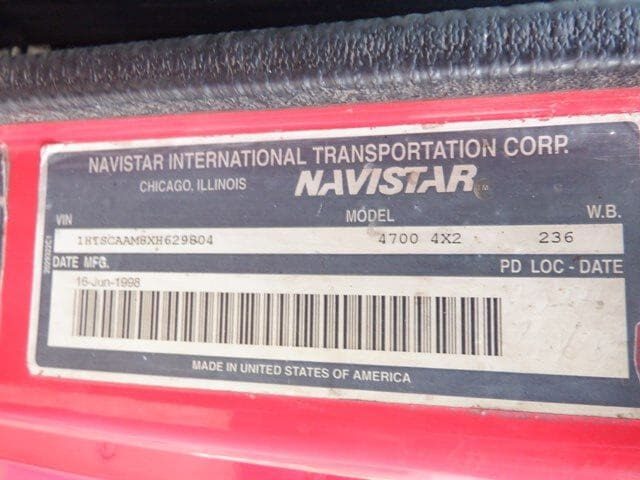 NAVISTAR INTERNATIONAL TRANSPORTATION CORP.
CHICAGO, ILLINOIS NAVISTAR
VIN MODEL W.B.
1HTSCAAM8XH629804 4700 4X2 236
DATE MFG. PD LOC - DATE
16-Jun-1998
MADE IN UNITED STATES OF AMERICA